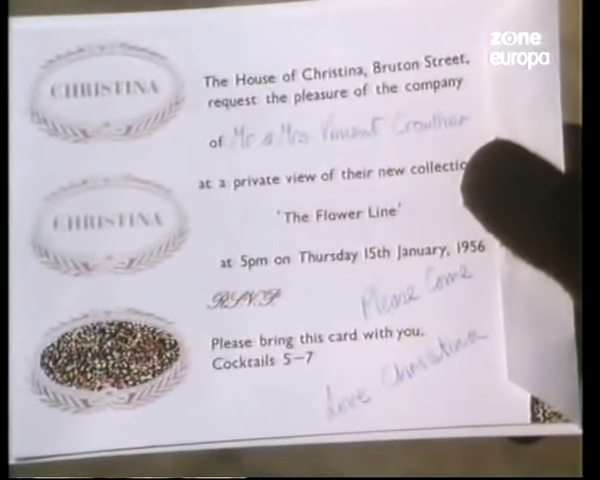 zone
europa
CHRISTINA
CHRISTINA
The House of Christina, Bruton Street,
request the pleasure of the company
of Mr & Mrs Vincent Crowther
at a private view of their new collectio
'The Flower Line'
at 5pm on Thursday 15th January, 1956
R.S.V.P.
Please Come
Please bring this card with you.
Cocktails 5–7
Love Christina